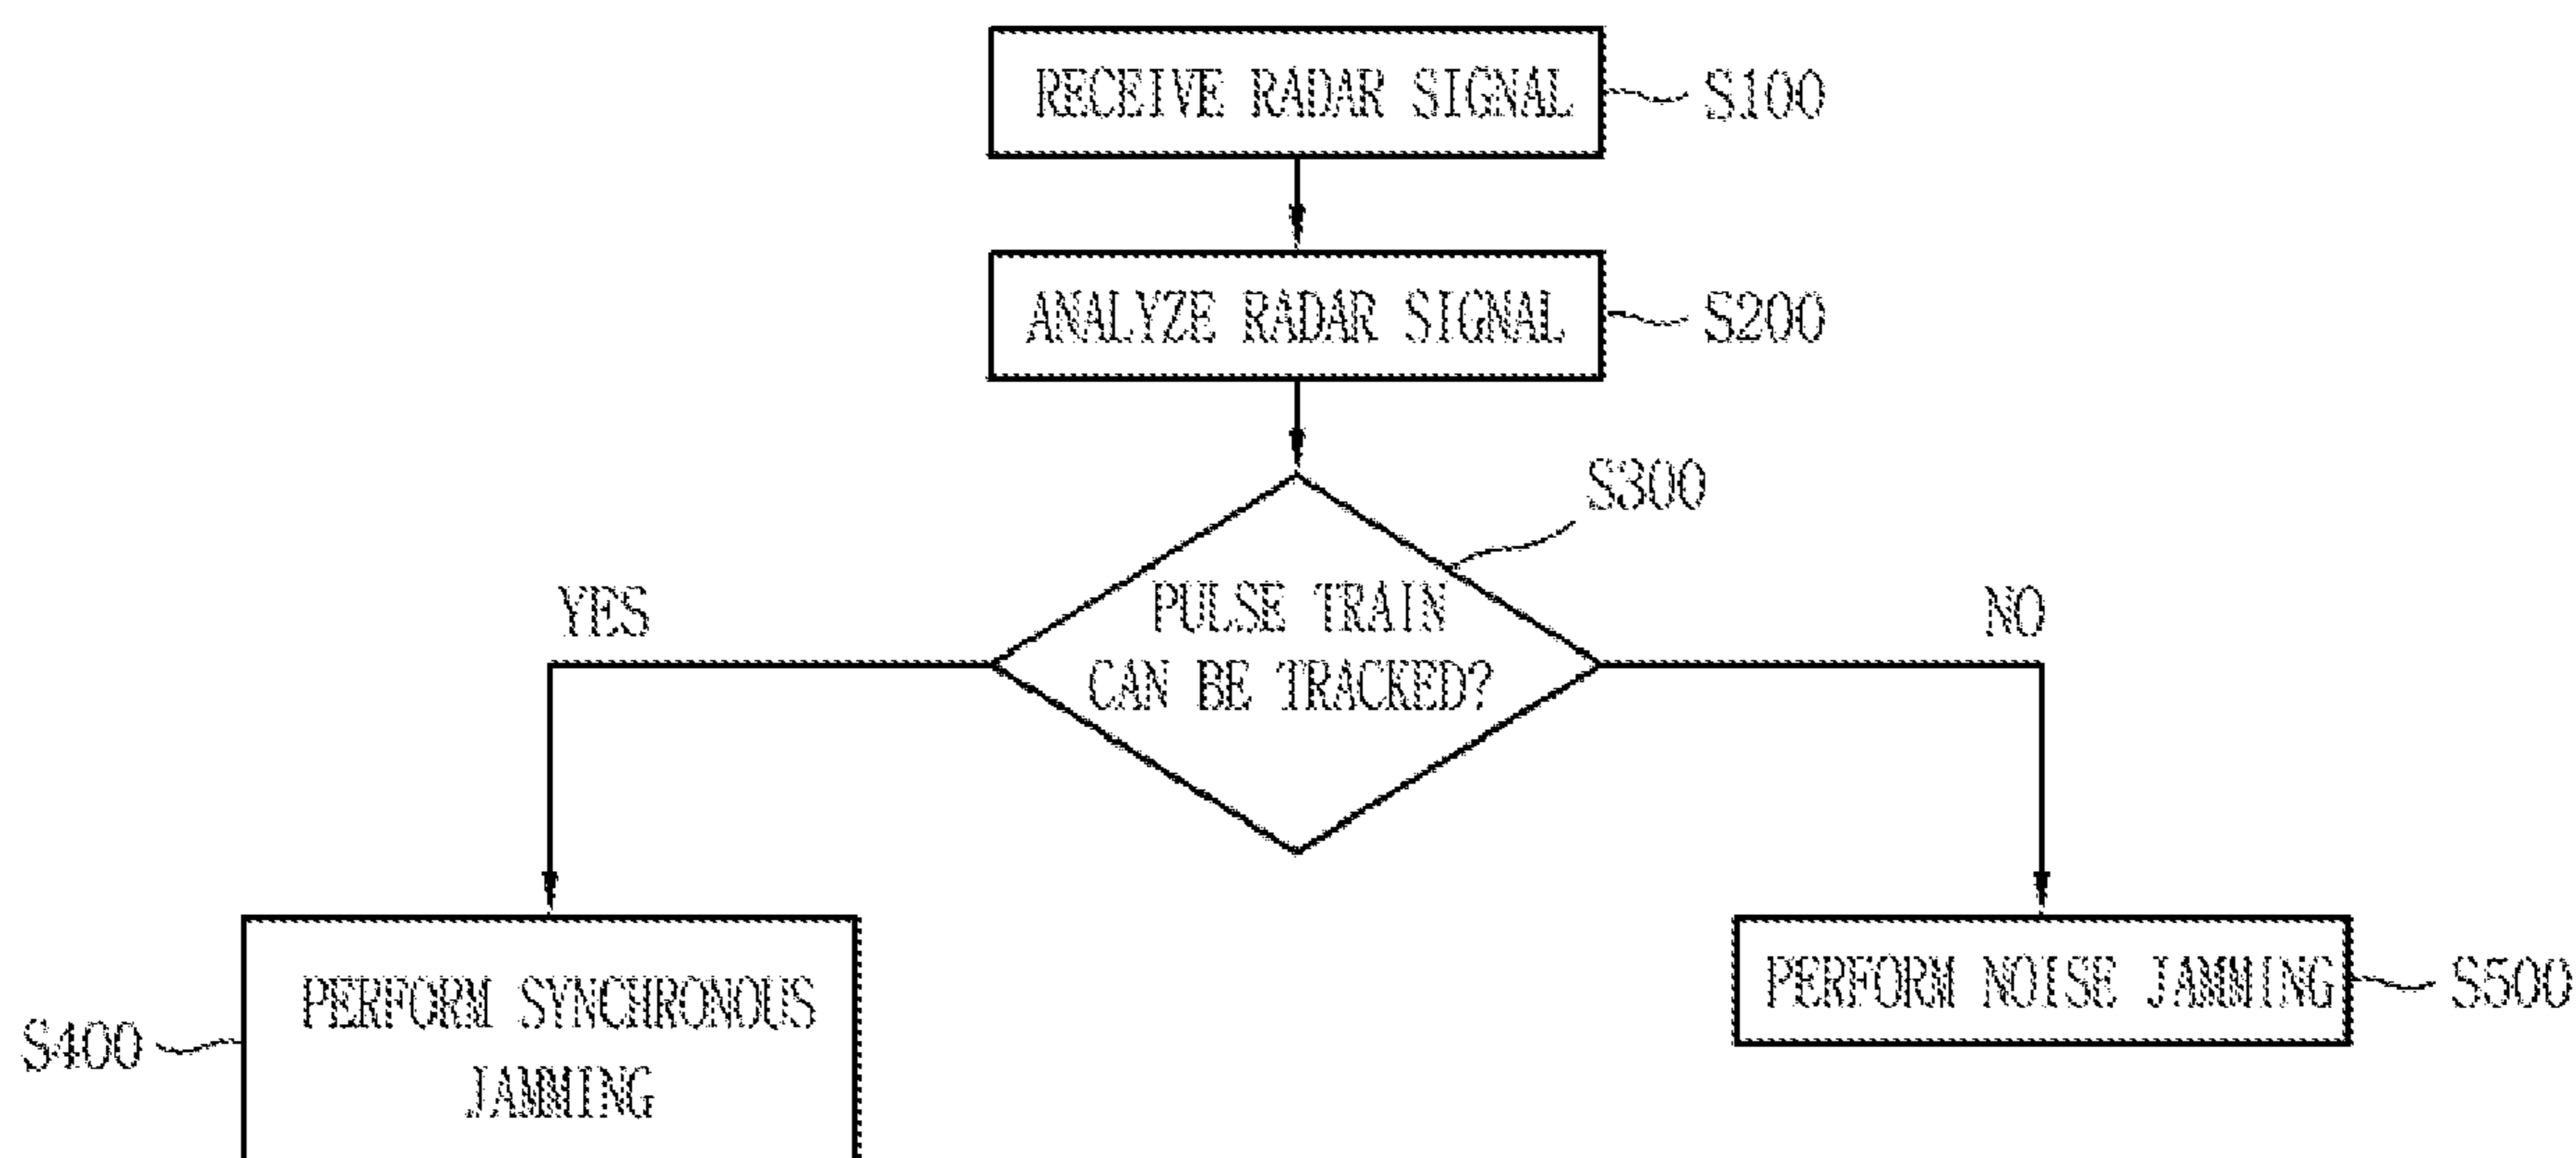 RECEIVE RADAR SIGNAL
S100
ANALYZE RADAR SIGNAL
S200
S300
PULSE TRAIN
CAN BE TRACKED?
YES
NO
PERFORM SYNCHRONOUS
JAMMING
S400
PERFORM NOISE JAMMING
S500